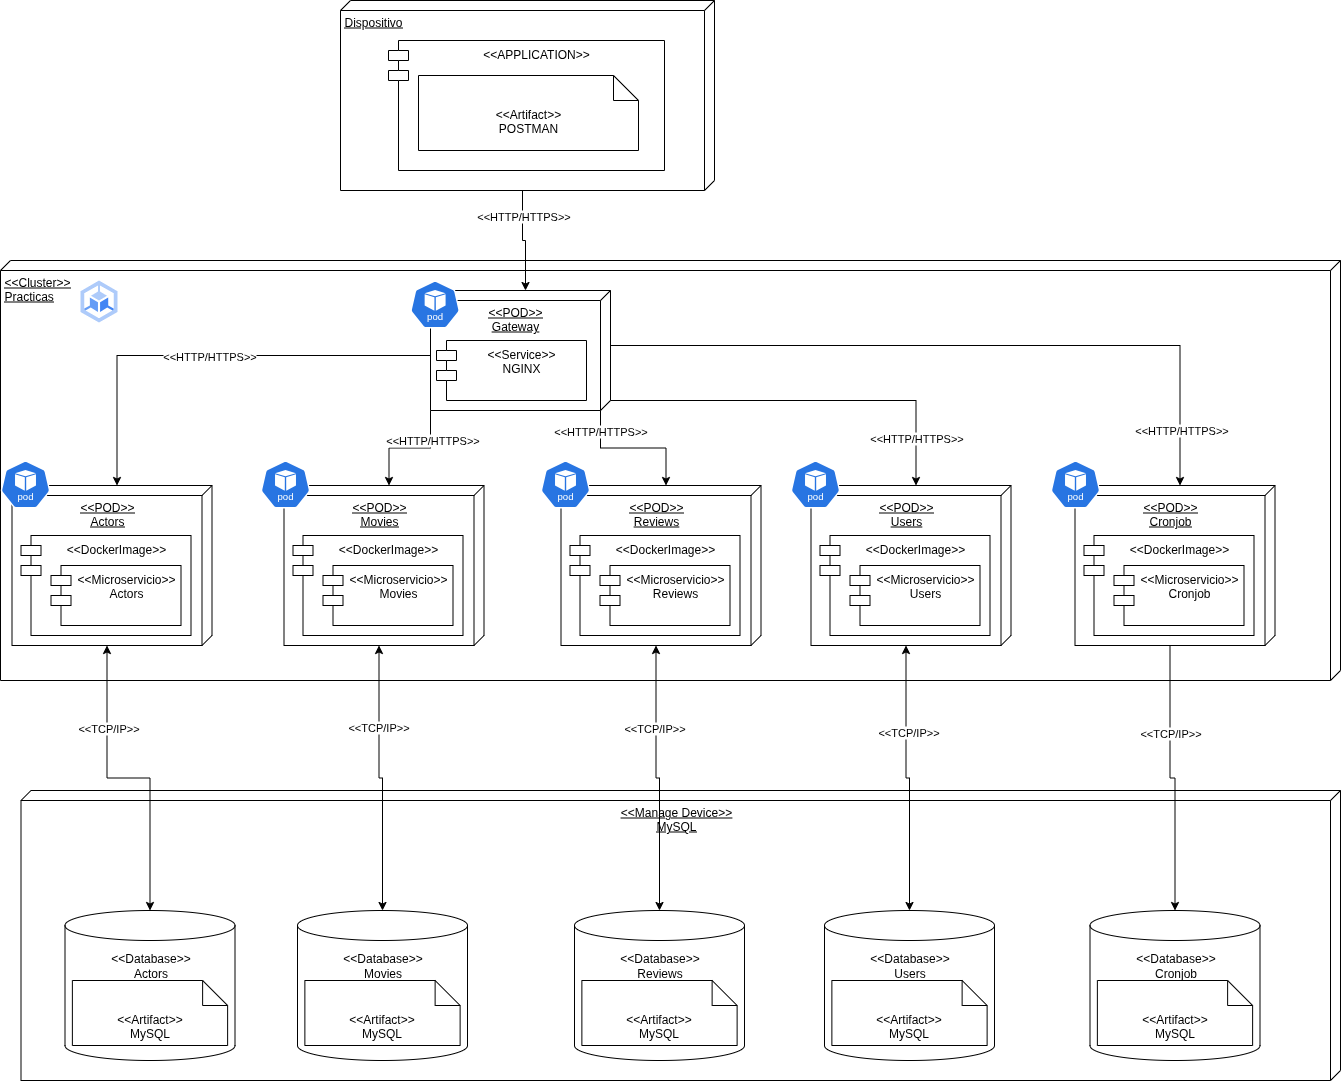 Dispositivo
<<APPLICATION>>
<<Artifact>>
POSTMAN
<<HTTP/HTTPS>>
<<Cluster>>
Practicas
pod
<<POD>>
Gateway
<<Service>>
NGINX
<<HTTP/HTTPS>>
<<HTTP/HTTPS>>
<<HTTP/HTTPS>>
<<HTTP/HTTPS>>
<<HTTP/HTTPS>>
pod
<<POD>>
Actors
<<DockerImage>>
<<Microservicio>>
Actors
pod
<<POD>>
Movies
<<DockerImage>>
<<Microservicio>>
Movies
pod
<<POD>>
Reviews
<<DockerImage>>
<<Microservicio>>
Reviews
pod
<<POD>>
Users
<<DockerImage>>
<<Microservicio>>
Users
pod
<<POD>>
Cronjob
<<DockerImage>>
<<Microservicio>>
Cronjob
<<TCP/IP>>
<<TCP/IP>>
<<TCP/IP>>
<<TCP/IP>>
<<TCP/IP>>
<<Manage Device>>
MySQL
<<Database>>
Actors
<<Artifact>>
MySQL
<<Database>>
Movies
<<Artifact>>
MySQL
<<Database>>
Reviews
<<Artifact>>
MySQL
<<Database>>
Users
<<Artifact>>
MySQL
<<Database>>
Cronjob
<<Artifact>>
MySQL